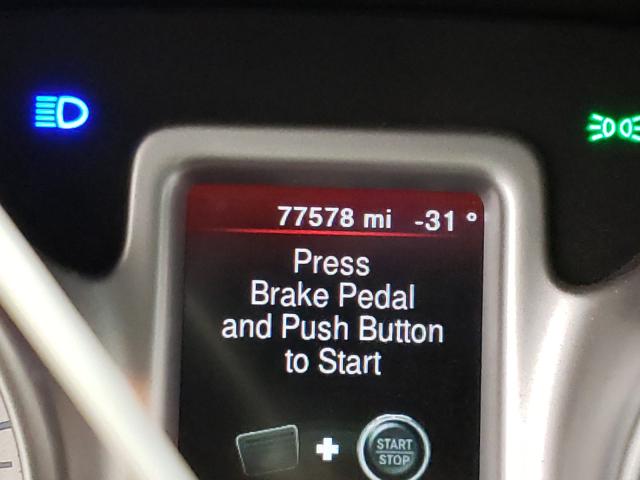 77578 mi -31 °
Press
Brake Pedal
and Push Button
to Start
START
STOP